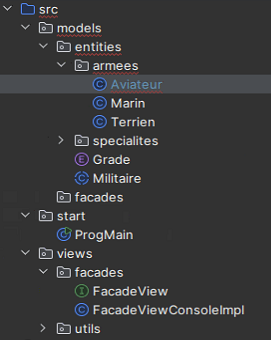 src
models
entities
armees
Aviateur
Marin
Terrien
specialites
E Grade
C Militaire
facades
start
ProgMain
views
facades
I FacadeView
C FacadeViewConsoleImpl
utils